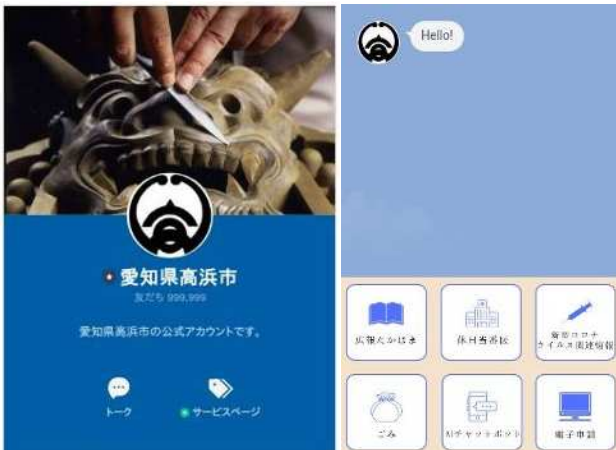 愛知県高浜市
友だち 999,999
愛知県高浜市の公式アカウントです。
トーク
サービスページ
Hello!
広報たかはま
休日当番医
新型コロナ
ウイルス関連情報
ごみ
AIチャットボット
電子申請